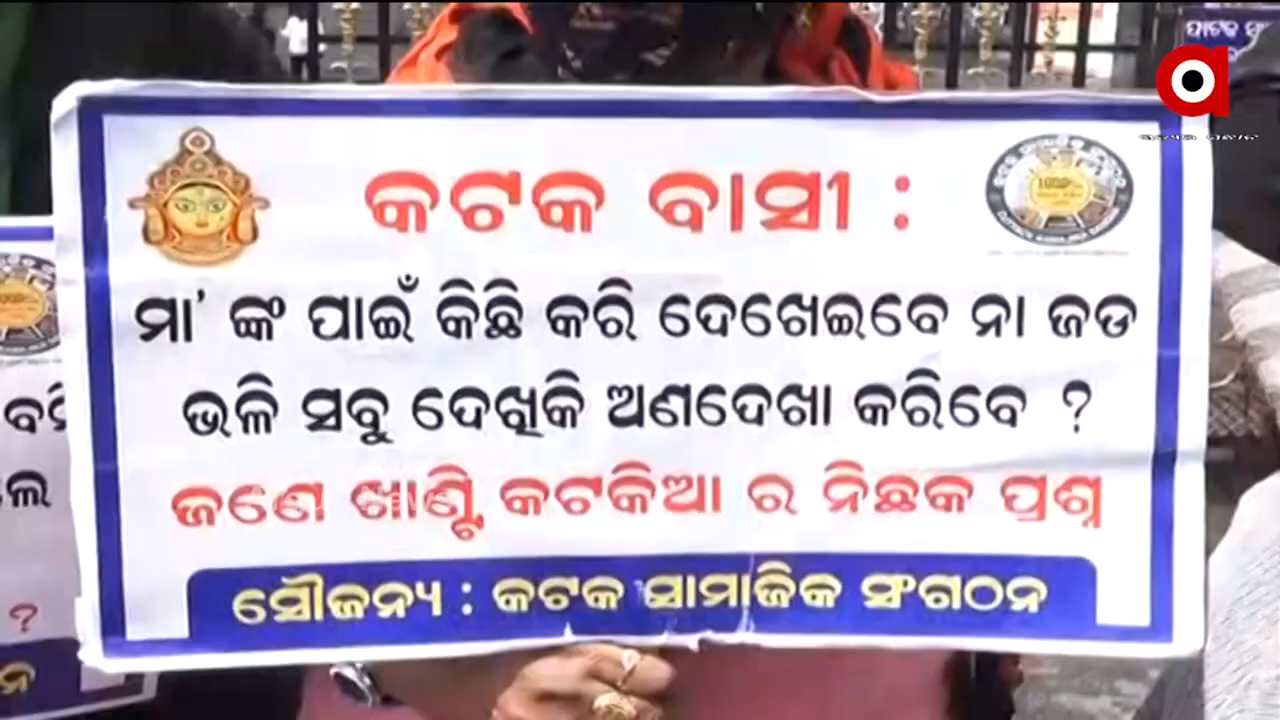 କଟକ ବାସୀ :
ମା' ଙ୍କ ପାଇଁ କିଛି କରି ଦେଖେଇବେ ନା ଜଡ
ଭଳି ସବୁ ଦେଖିକି ଅଣଦେଖା କରିବେ ?
ଜଣେ ଖାଣ୍ଟି କଟକିଆ ର ନିଛକ ପ୍ରଶ୍ନ
ସୌଜନ୍ୟ : କଟକ ସାମାଜିକ ସଂଗଠନ